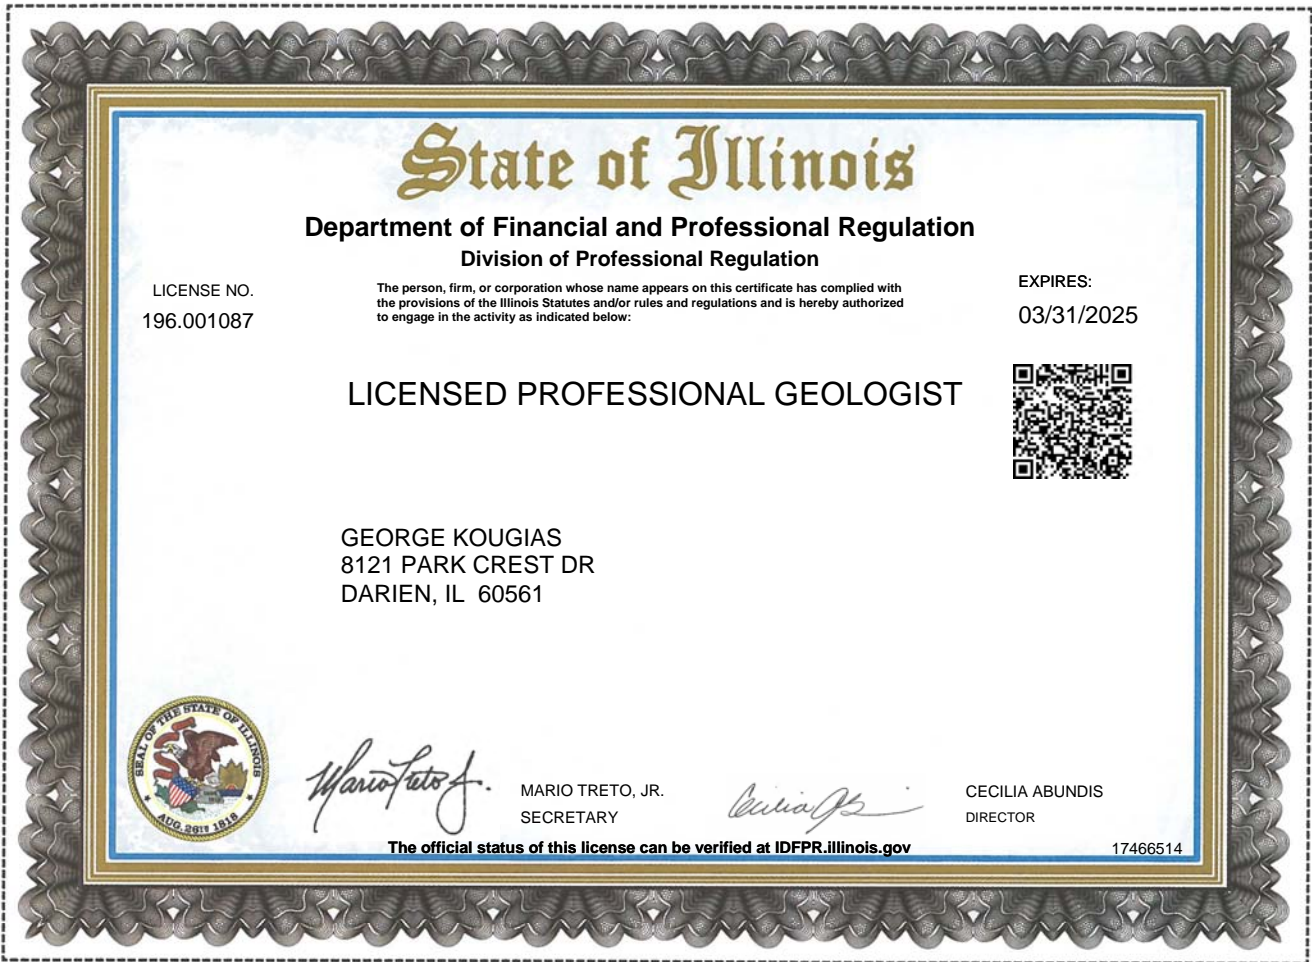 State of Illinois
Department of Financial and Professional Regulation
Division of Professional Regulation
LICENSE NO.
196.001087
The person, firm, or corporation whose name appears on this certificate has complied with
the provisions of the Illinois Statutes and/or rules and regulations and is hereby authorized
to engage in the activity as indicated below:
EXPIRES:
03/31/2025
LICENSED PROFESSIONAL GEOLOGIST
GEORGE KOUGIAS
8121 PARK CREST DR
DARIEN, IL 60561
SEAL OF THE STATE OF ILLINOIS
AUG. 26TH 1818
Mario Treto Jr.
MARIO TRETO, JR.
SECRETARY
Cecilia
CECILIA ABUNDIS
DIRECTOR
The official status of this license can be verified at IDFPR.illinois.gov
17466514